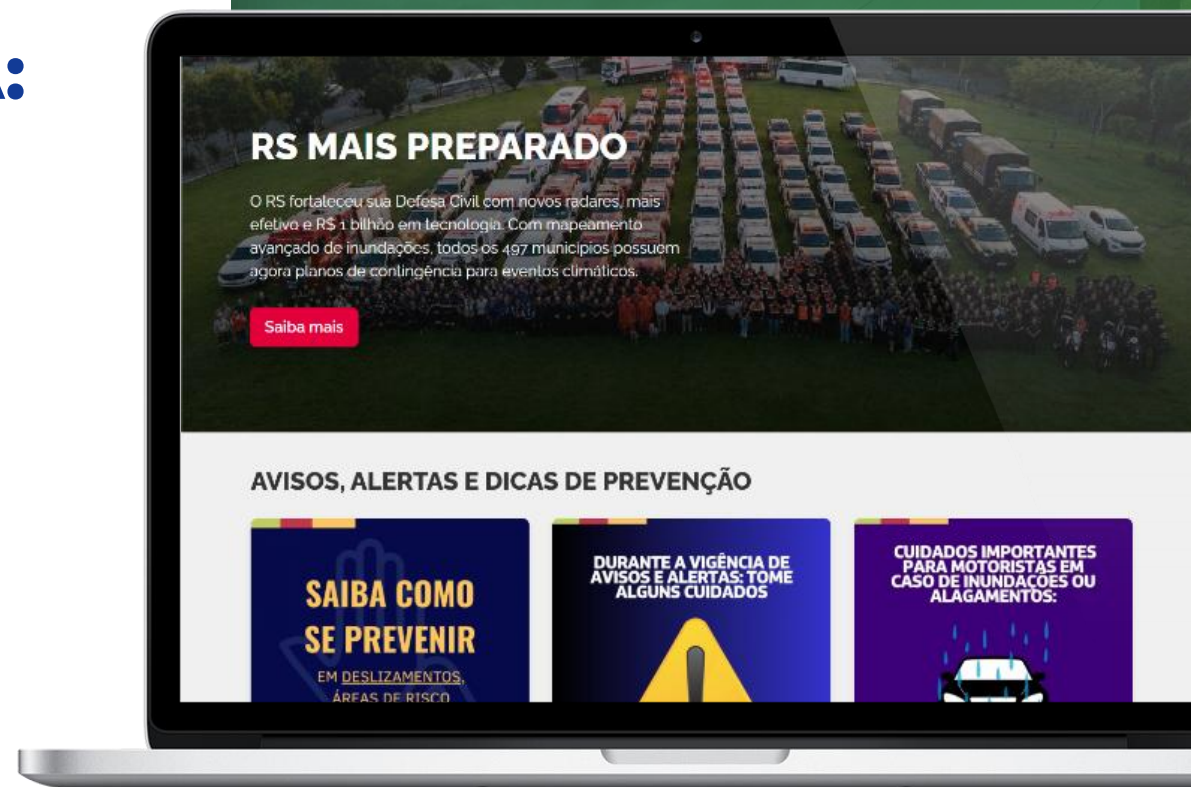 A:
RS MAIS PREPARADO
O RS fortaleceu sua Defesa Civil com novos radares, mais
efetivo e R$ 1 bilhão em tecnologia. Com mapeamento
avançado de inundações, todos os 497 municípios possuem
agora planos de contingência para eventos climáticos.
Saiba mais
AVISOS, ALERTAS E DICAS DE PREVENÇÃO
SAIBA COMO
SE PREVENIR
EM DESLIZAMENTOS,
ÁREAS DE RISCO
DURANTE A VIGÊNCIA DE
AVISOS E ALERTAS: TOME
ALGUNS CUIDADOS
CUIDADOS IMPORTANTES
PARA MOTORISTAS EM
CASO DE INUNDAÇÕES OU
ALAGAMENTOS: